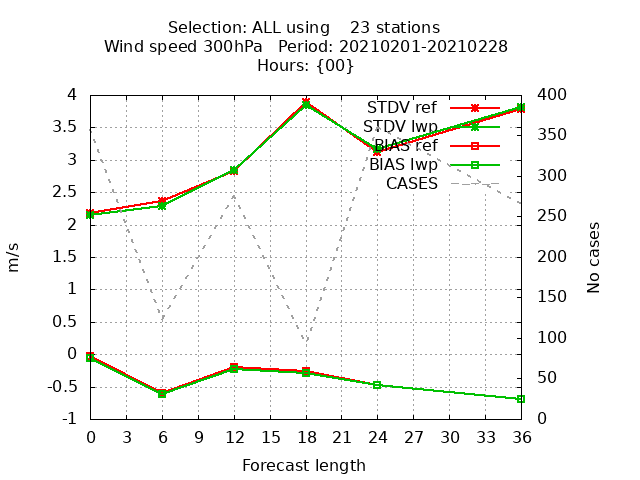 Selection: ALL using    23 stations
Wind speed 300hPa   Period: 20210201-20210228
Hours: {00}
STDV ref
STDV lwp
BIAS ref
BIAS lwp
CASES
4
3.5
3
2.5
2
1.5
1
0.5
0
-0.5
-1
400
350
300
250
200
150
100
50
0
m/s
No cases
0 3 6 9 12 15 18 21 24 27 30 33 36
Forecast length